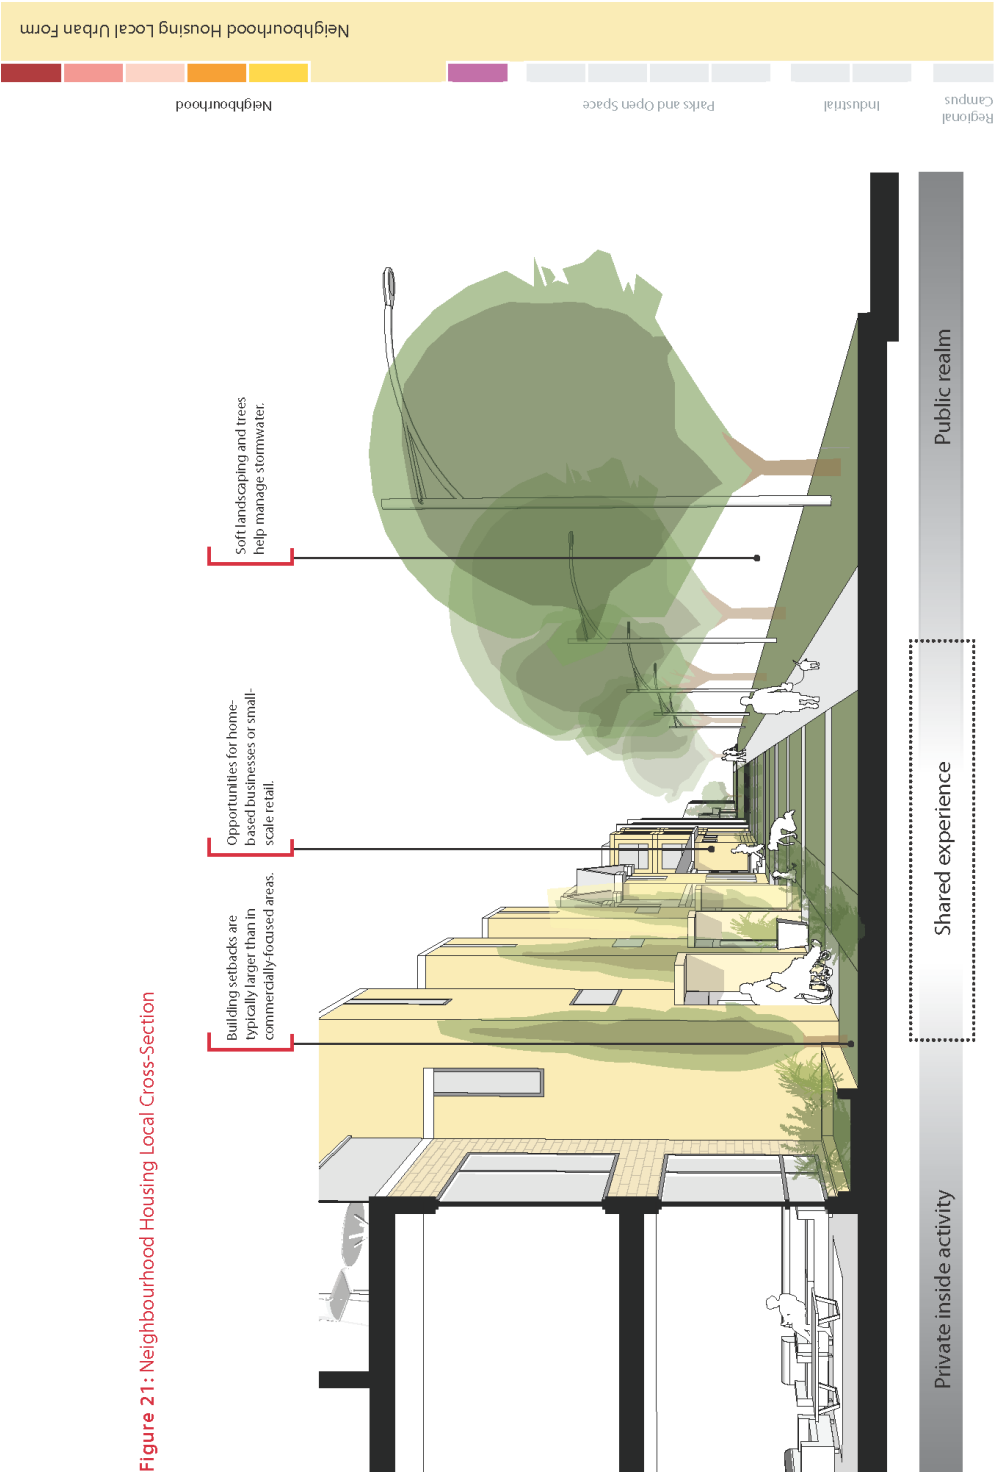 Neighbourhood Housing Local Urban Form
Neighbourhood
Parks and Open Space
Industrial
Regional
Campus
Figure 21: Neighbourhood Housing Local Cross-Section
Building setbacks are
typically larger than in
commercially-focused areas.
Opportunities for home-
based businesses or small-
scale retail.
Soft landscaping and trees
help manage stormwater.
Private inside activity
Shared experience
Public realm